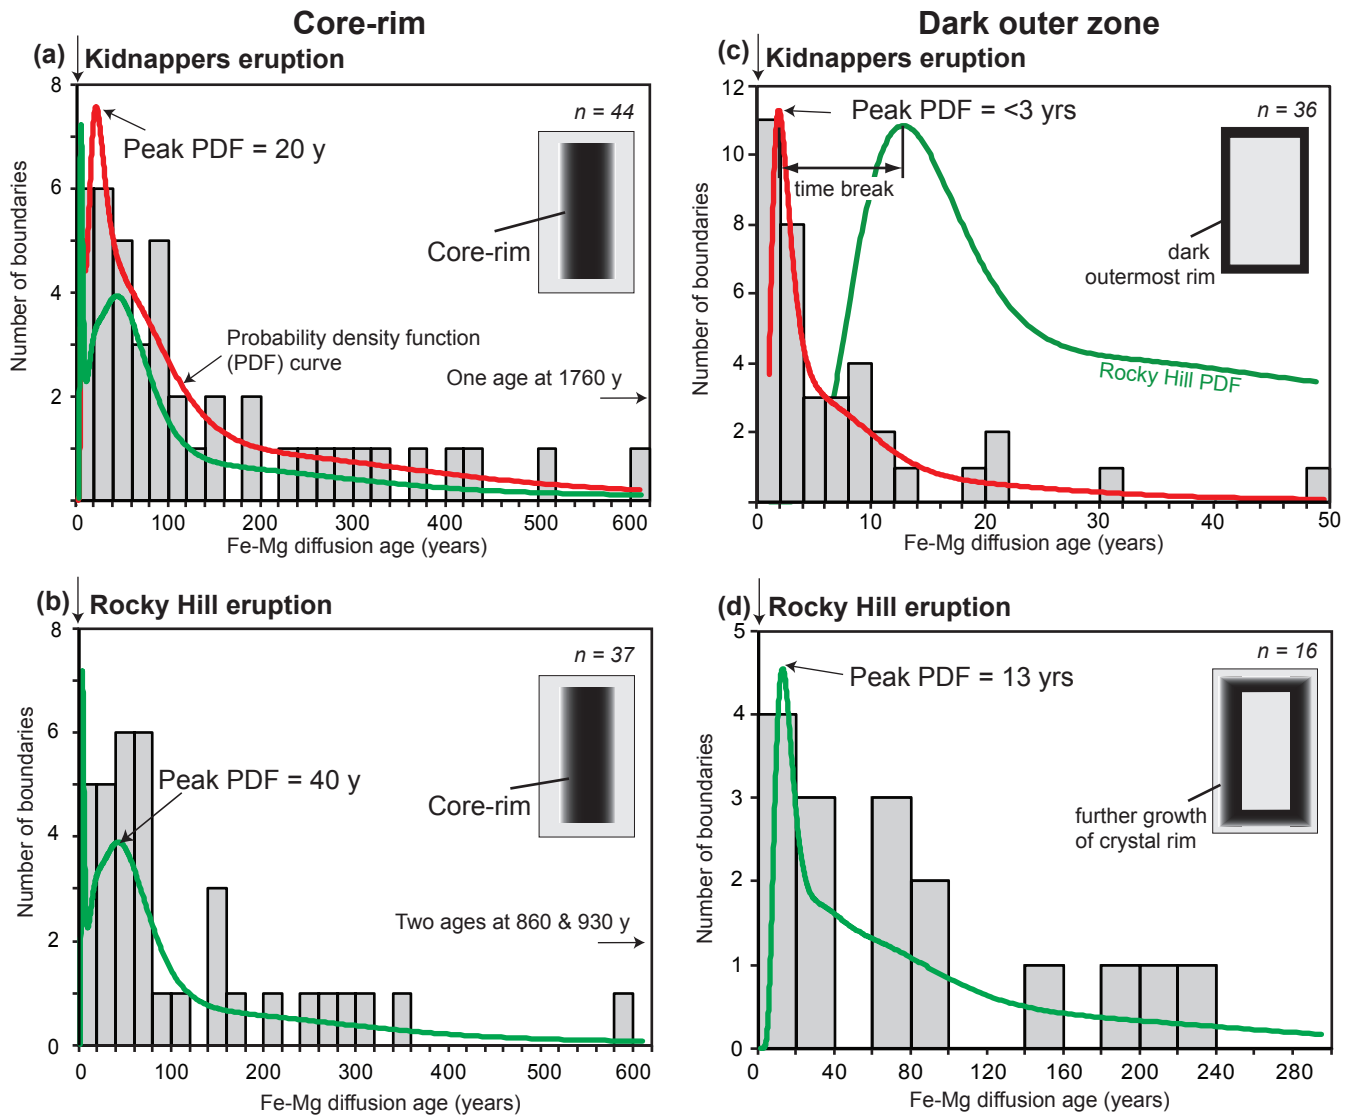 Core-rim
Dark outer zone
(a)
Kidnappers eruption
8
6
4
2
0
Number of boundaries
n = 44
Peak PDF = 20 y
Core-rim
Probability density function
(PDF) curve
One age at 1760 y
0
100
200
300
400
500
600
Fe-Mg diffusion age (years)
(c)
Kidnappers eruption
12
10
8
6
4
2
0
Number of boundaries
n = 36
Peak PDF = <3 yrs
time break
dark
outermost rim
Rocky Hill PDF
0
10
20
30
40
50
Fe-Mg diffusion age (years)
(b)
Rocky Hill eruption
8
6
4
2
0
Number of boundaries
n = 37
Peak PDF = 40 y
Core-rim
Two ages at 860 & 930 y
100
200
300
400
500
600
Fe-Mg diffusion age (years)
(d)
Rocky Hill eruption
5
4
3
2
1
0
Number of boundaries
n = 16
Peak PDF = 13 yrs
further growth
of crystal rim
0
40
80
120
160
200
240
280
Fe-Mg diffusion age (years)